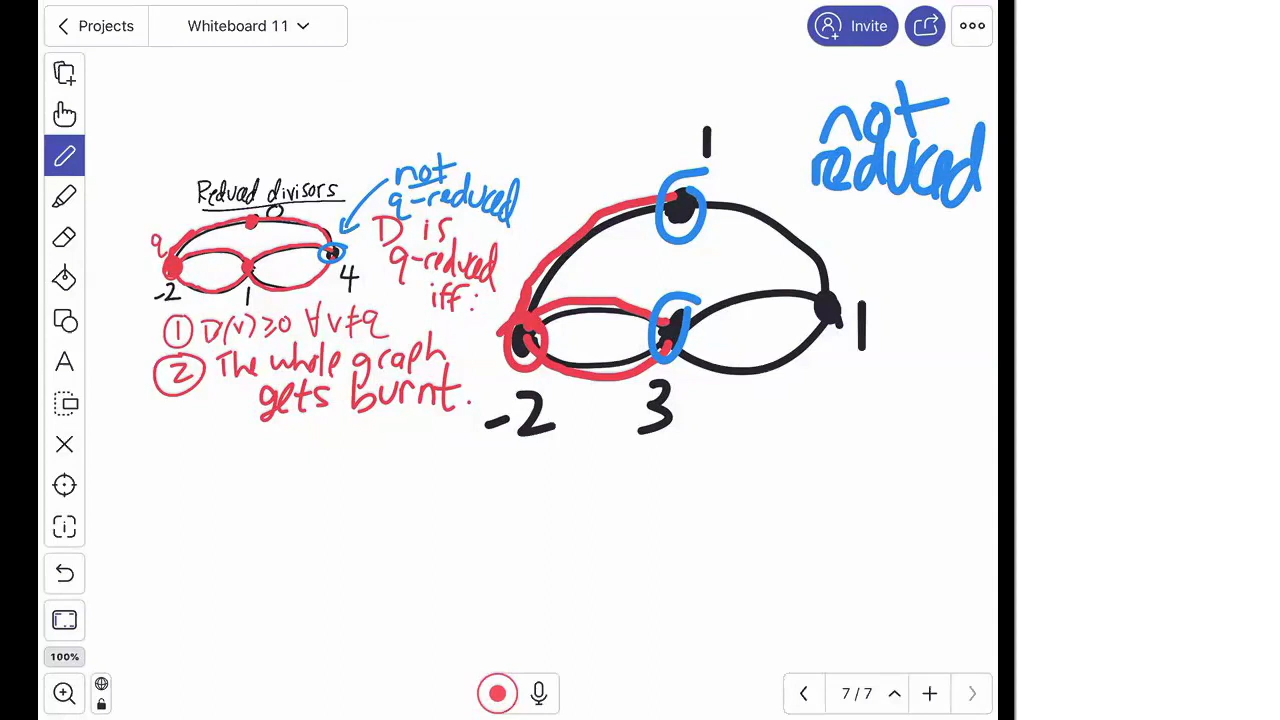 Projects
Whiteboard 11
Invite
Reduced divisors
not
q-reduced
q
0
-2
1
4
D is
q-reduced
iff:
① D(v)≥0 ∀v≠q
② The whole graph
gets burnt.
1
not
reduced
1
-2
3
100%
7/7